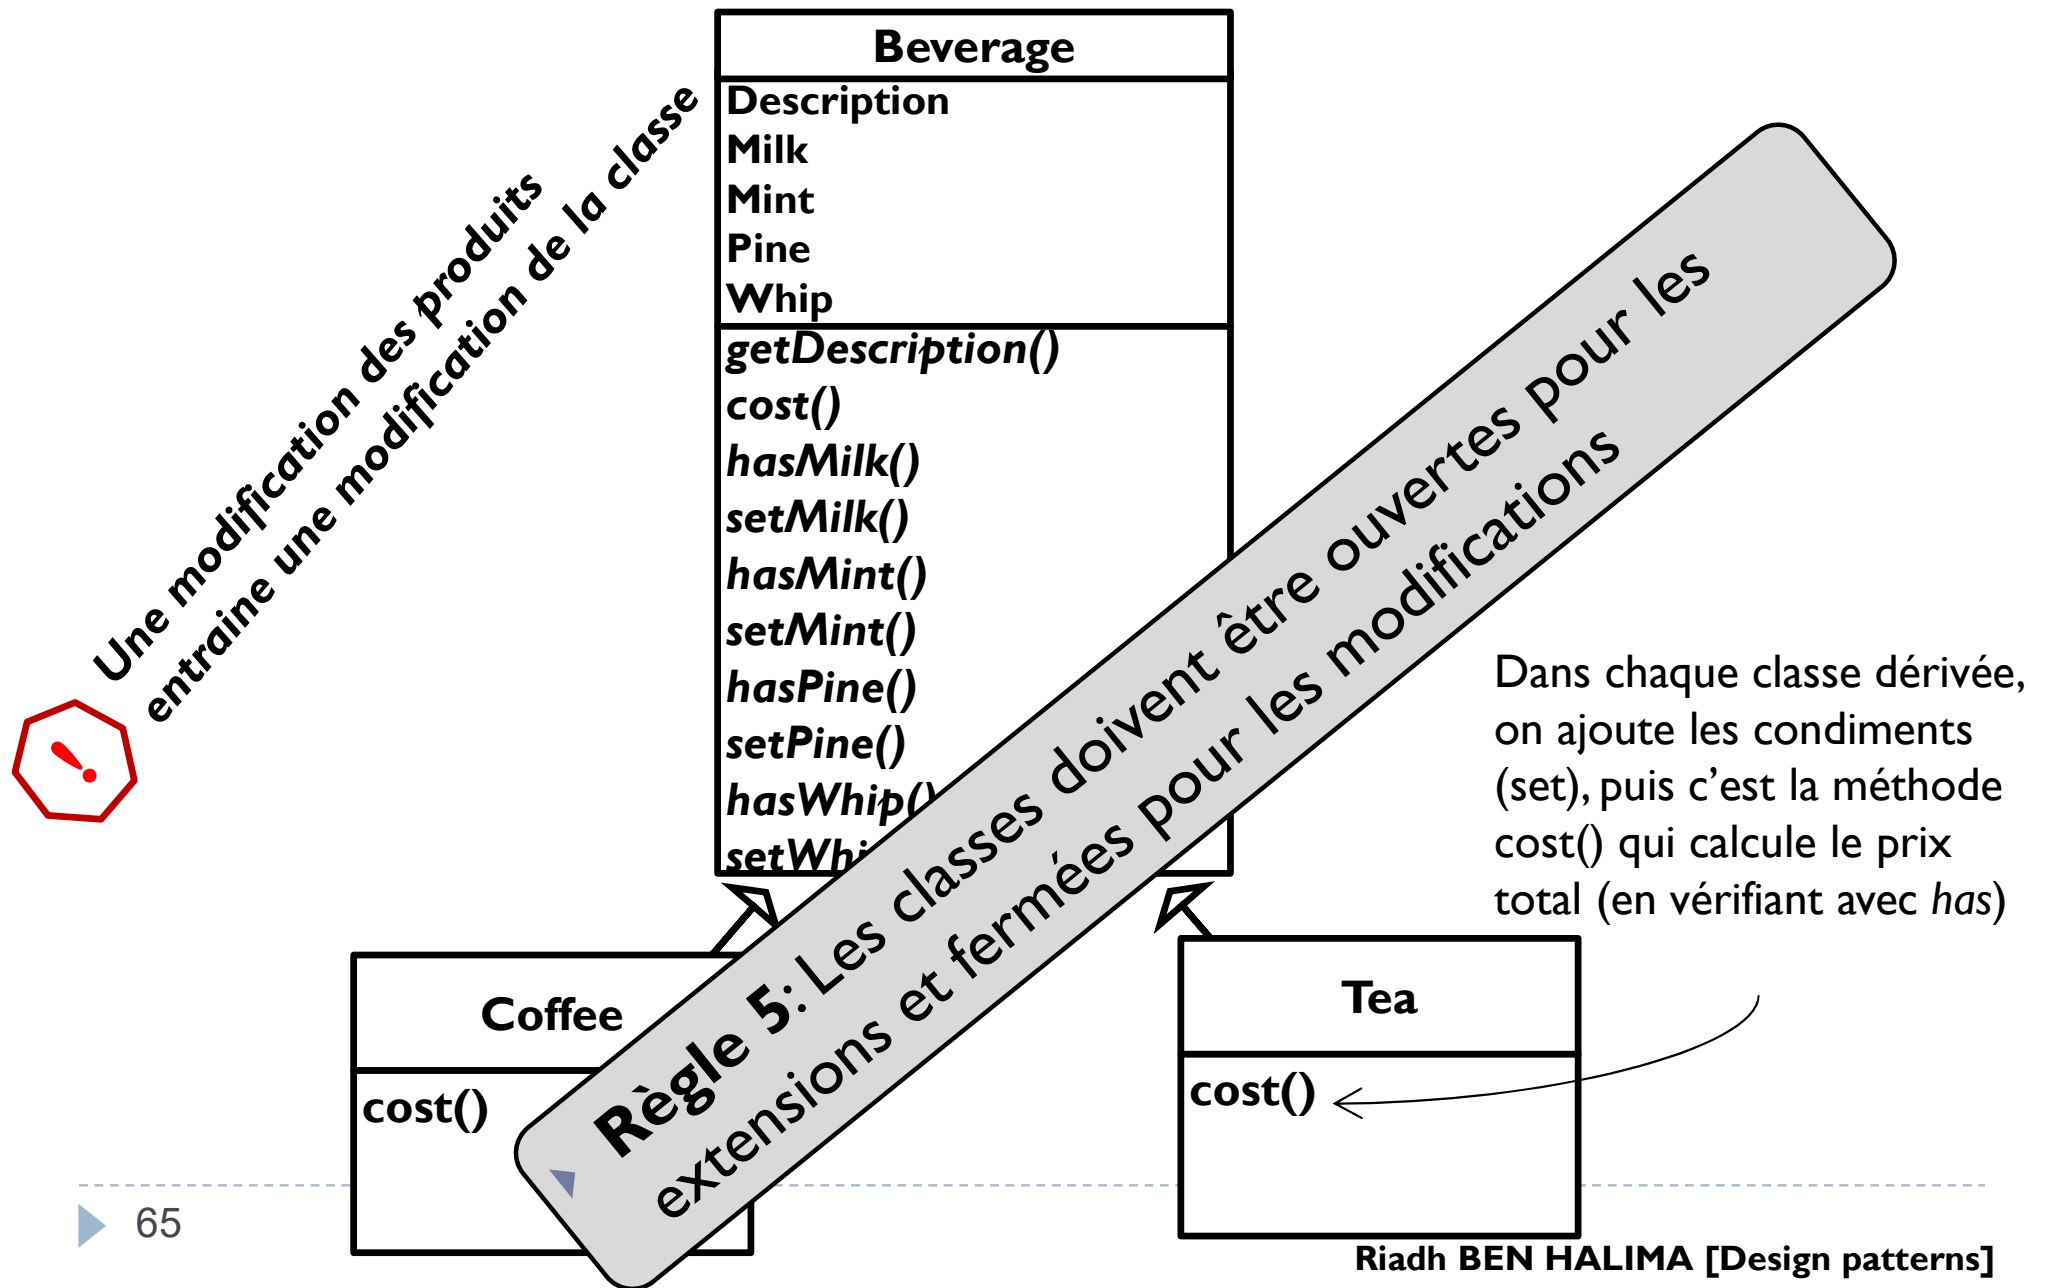 Beverage
Description
Milk
Mint
Pine
Whip
getDescription()
cost()
hasMilk()
setMilk()
hasMint()
setMint()
hasPine()
setPine()
hasWhip()
setWhi
Une modification des produits
entraine une modification de la classe
Règle 5: Les classes doivent être ouvertes pour les
extensions et fermées pour les modifications
Dans chaque classe dérivée,
on ajoute les condiments
(set), puis c’est la méthode
cost() qui calcule le prix
total (en vérifiant avec has)
Coffee
cost()
Tea
cost()
65
Riadh BEN HALIMA [Design patterns]